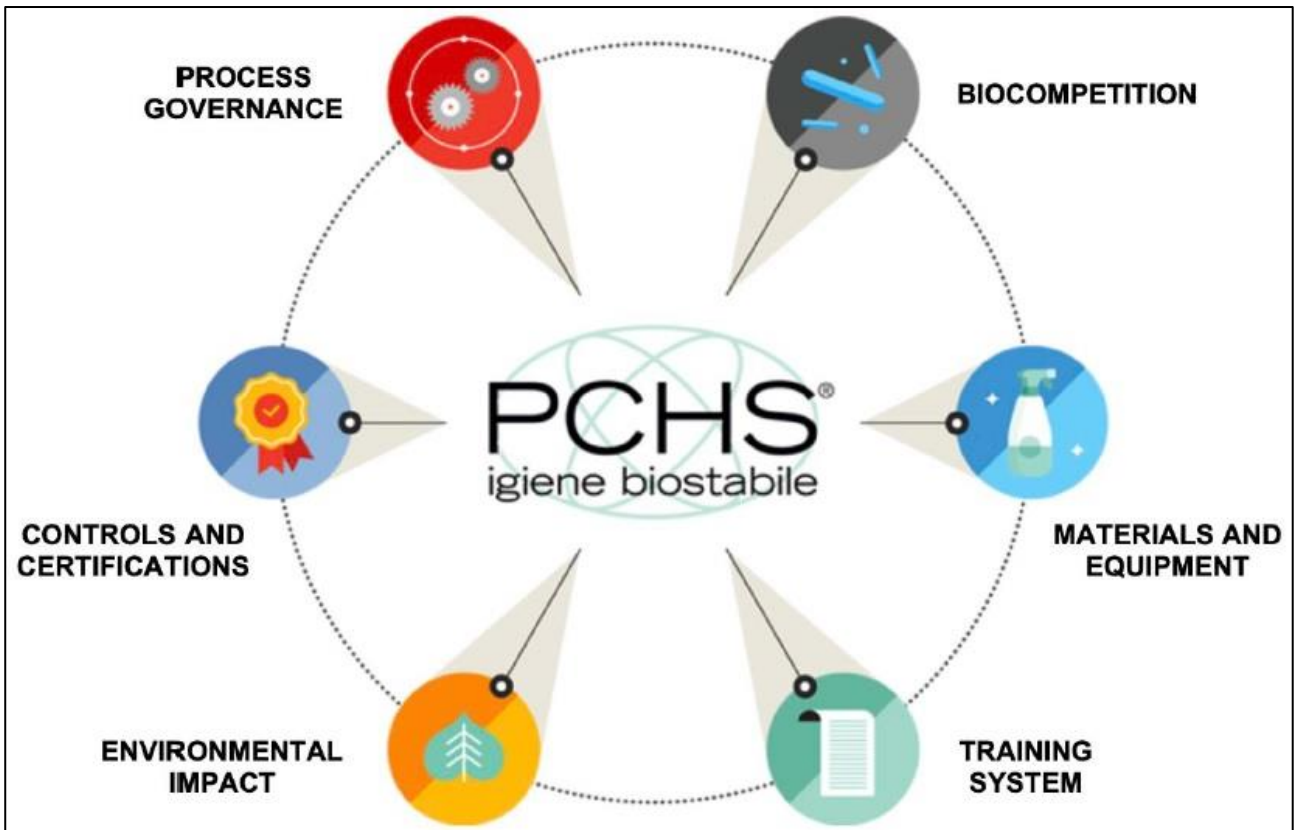 PROCESS
GOVERNANCE
BIOCOMPETITION
PCHS®
igiene biostabile
CONTROLS AND
CERTIFICATIONS
MATERIALS AND
EQUIPMENT
ENVIRONMENTAL
IMPACT
TRAINING
SYSTEM